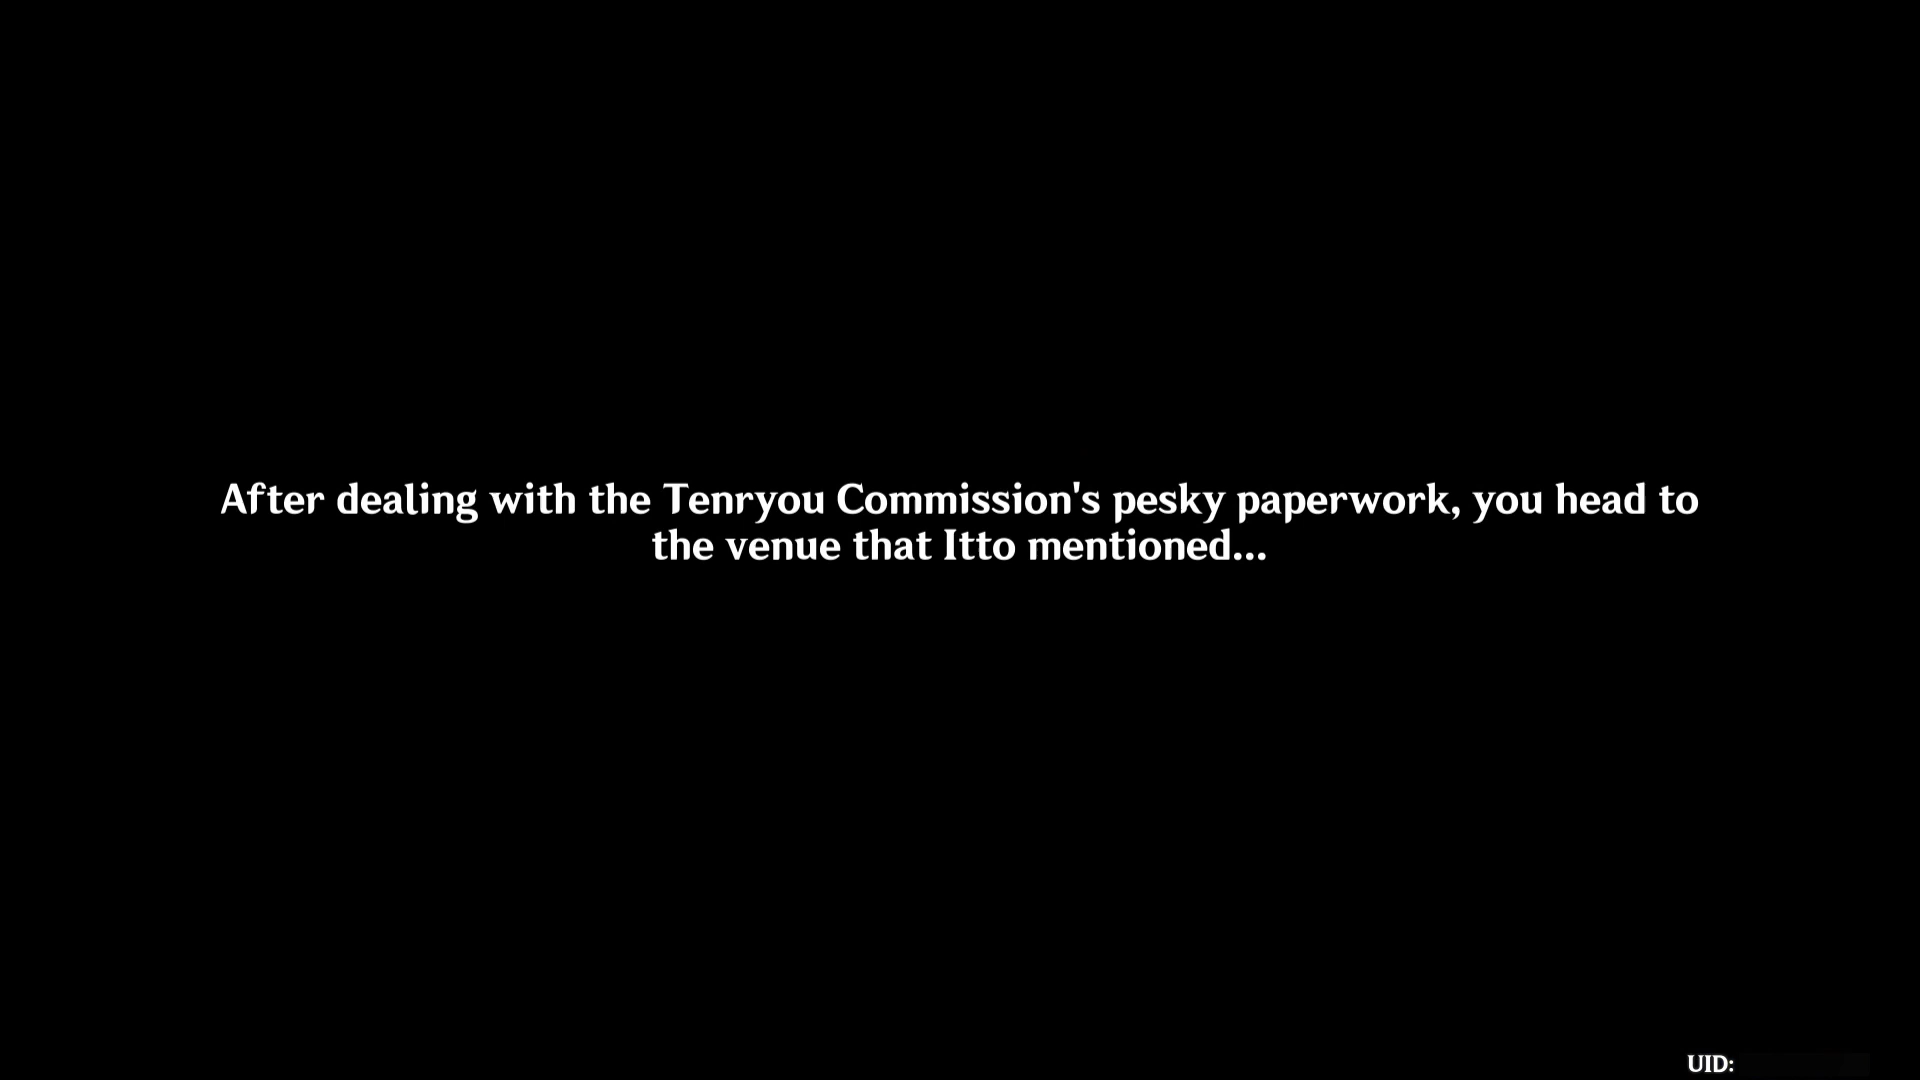 After dealing with the Tenryou Commission's pesky paperwork, you head to
the venue that Itto mentioned...
UID: